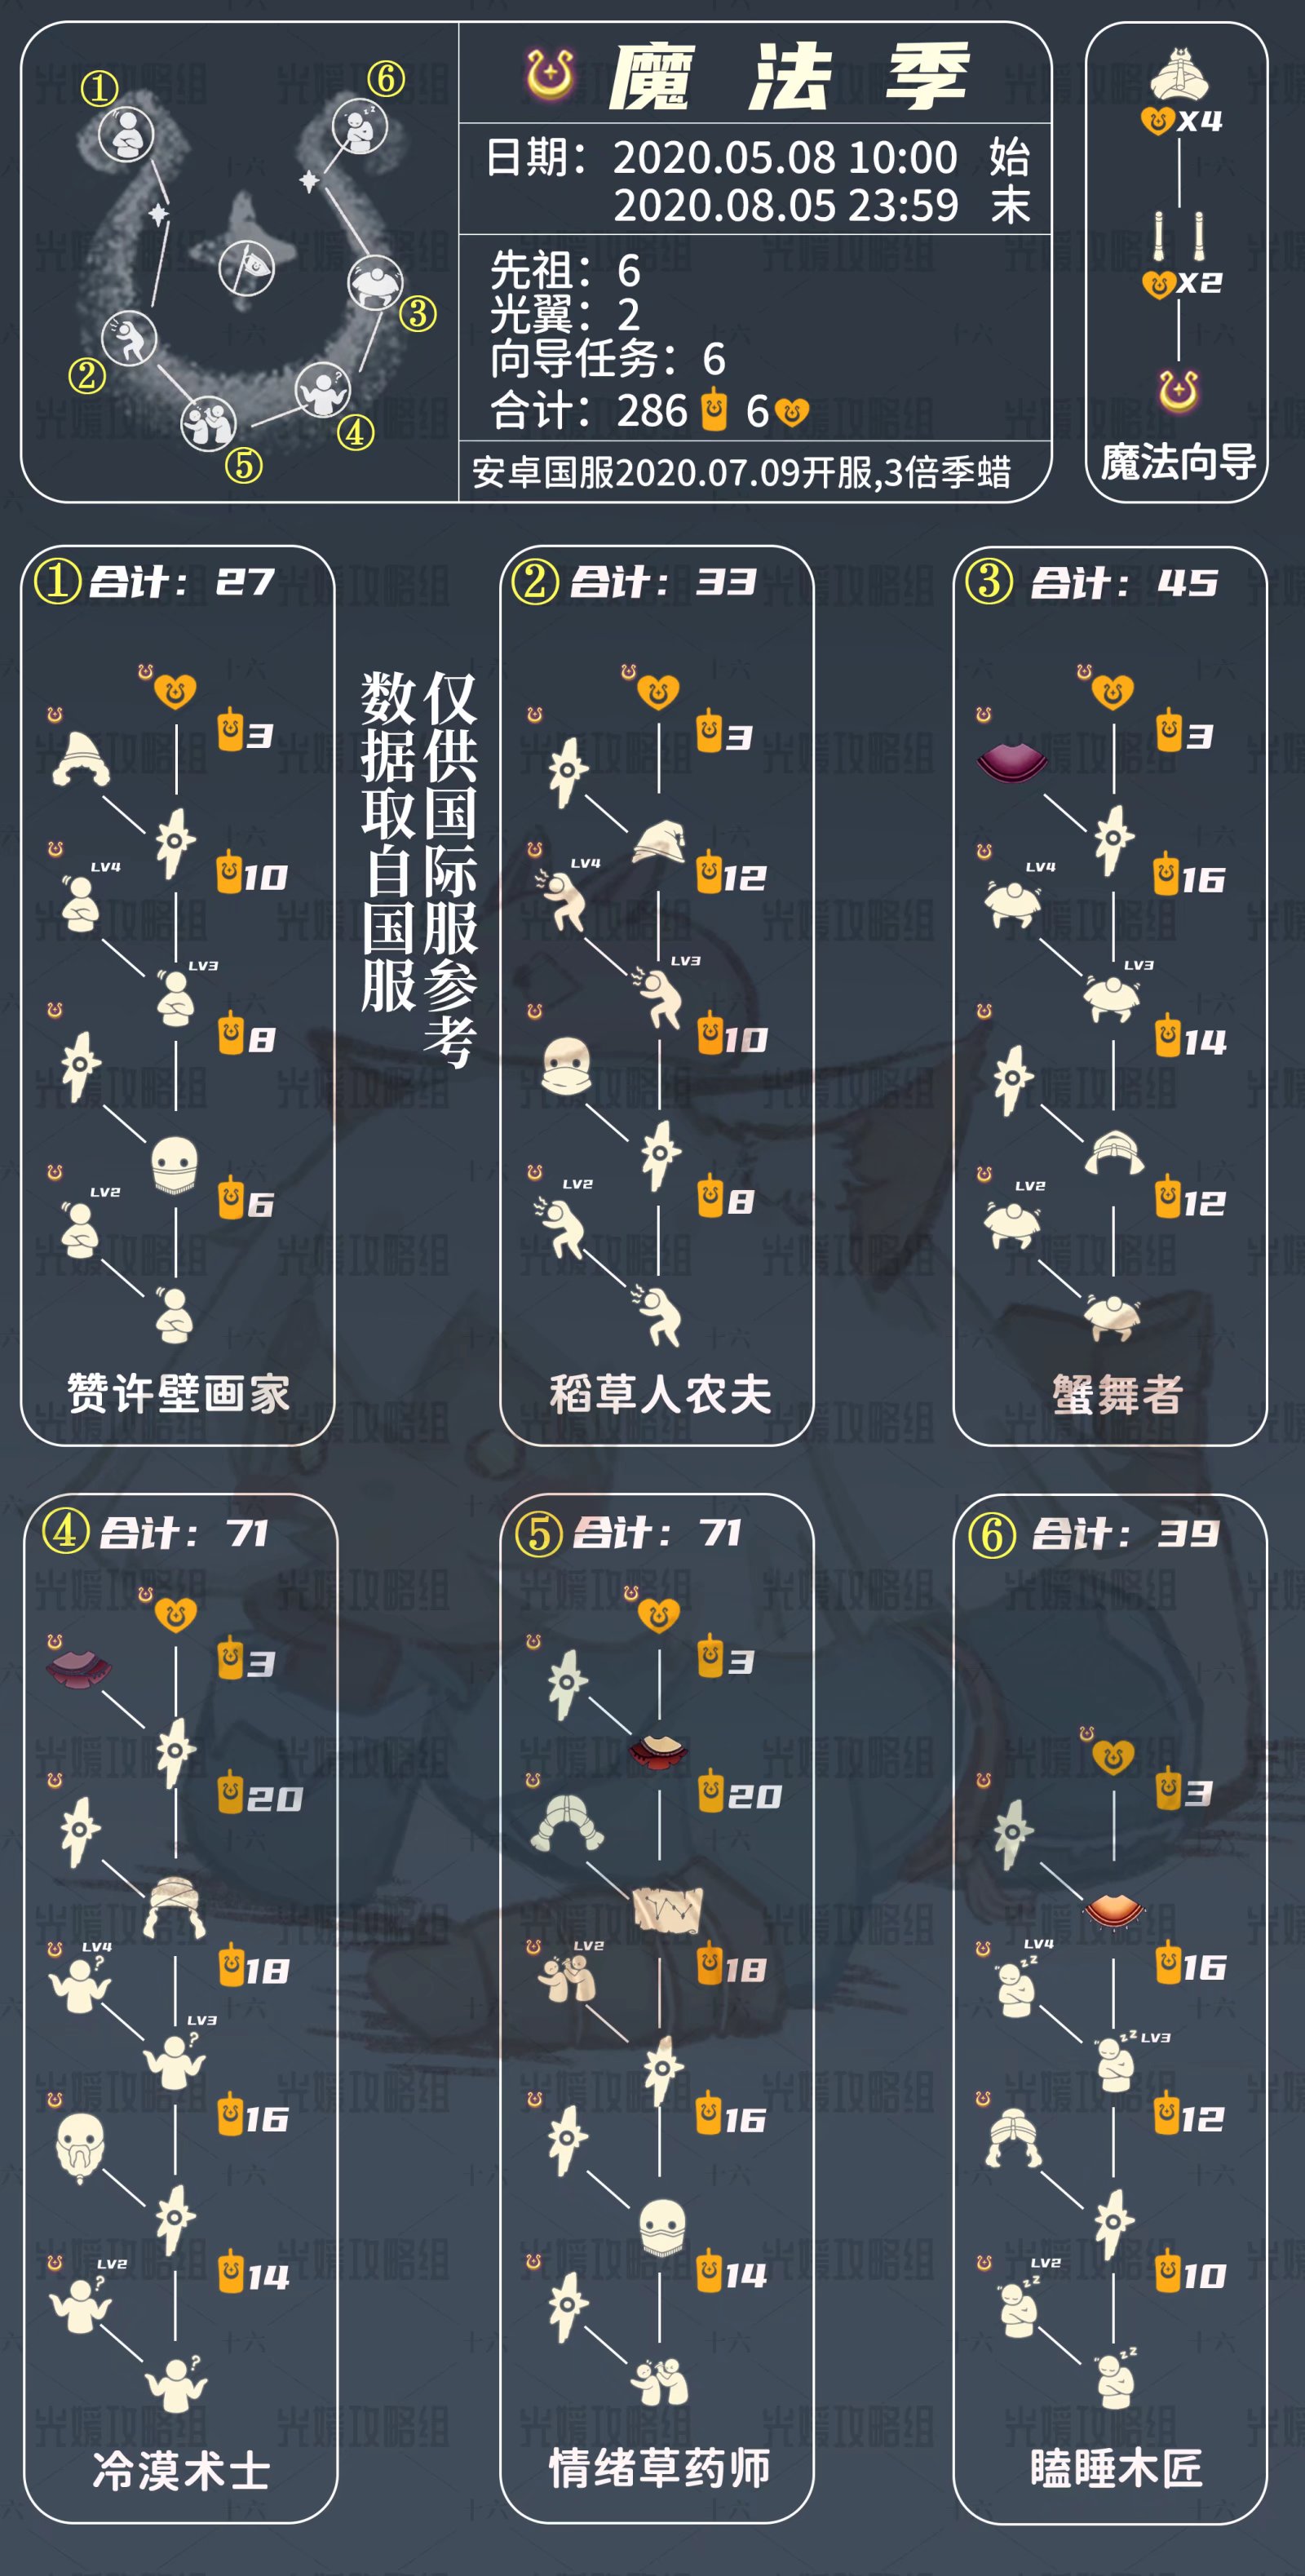 ① ⑥ ③ ② ④ ⑤
魔法季
日期：2020.05.08 10:00 始
2020.08.05 23:59 末
先祖：6
光翼：2
向导任务：6
合计：286 6
安卓国服2020.07.09开服,3倍季蜡
X4
X2
魔法向导
① 合计：27
3
LV4
10
LV3
8
LV2
6
赞许壁画家
仅供国际服参考
数据取自国服
② 合计：33
3
LV4
12
LV3
10
LV2
8
稻草人农夫
③ 合计：45
3
LV4
16
LV3
14
LV2
12
蟹舞者
④ 合计：71
3
20
LV4
18
LV3
16
LV2
14
冷漠术士
⑤ 合计：71
3
20
LV2
18
16
14
情绪草药师
⑥ 合计：39
3
LV4
16
LV3
12
LV2
10
瞌睡木匠
光媛攻略组
十六